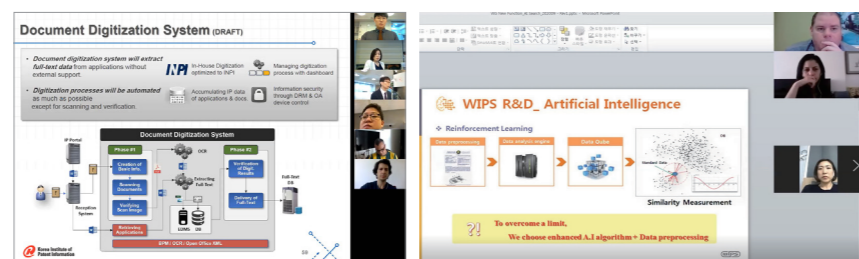 Document Digitization System (DRAFT)
• Document digitization system will extract
full-text data from applications without
external support.
• Digitization processes will be automated
as much as possible
except for scanning and verification.
INPI
In-House Digitization
optimized to INPI
Managing digitization
process with dashboard
Accumulating IP data
of applications & docs
Information security
through DRM & OA
device control
Document Digitization System
IP Portal
Reception
System
Phase #1
Creation of
Basic Info.
Scanning
Documents
Verifying
Scan Image
Retrieving
Applications
OCR
Extracting
Full-Text
EDMS DB
Phase #2
Verification
of Digi.
Results
Delivery of
Full-Text
Full-Text
DB
Korea Institute of
Patent Information
WIPS R&D_ Artificial Intelligence
❖ Reinforcement Learning
Data preprocessing
Data analysis engine
Data Cube
Standard Data
Similarity Measurement
?!
To overcome a limit,
We choose enhanced A.I algorithm + Data preprocessing